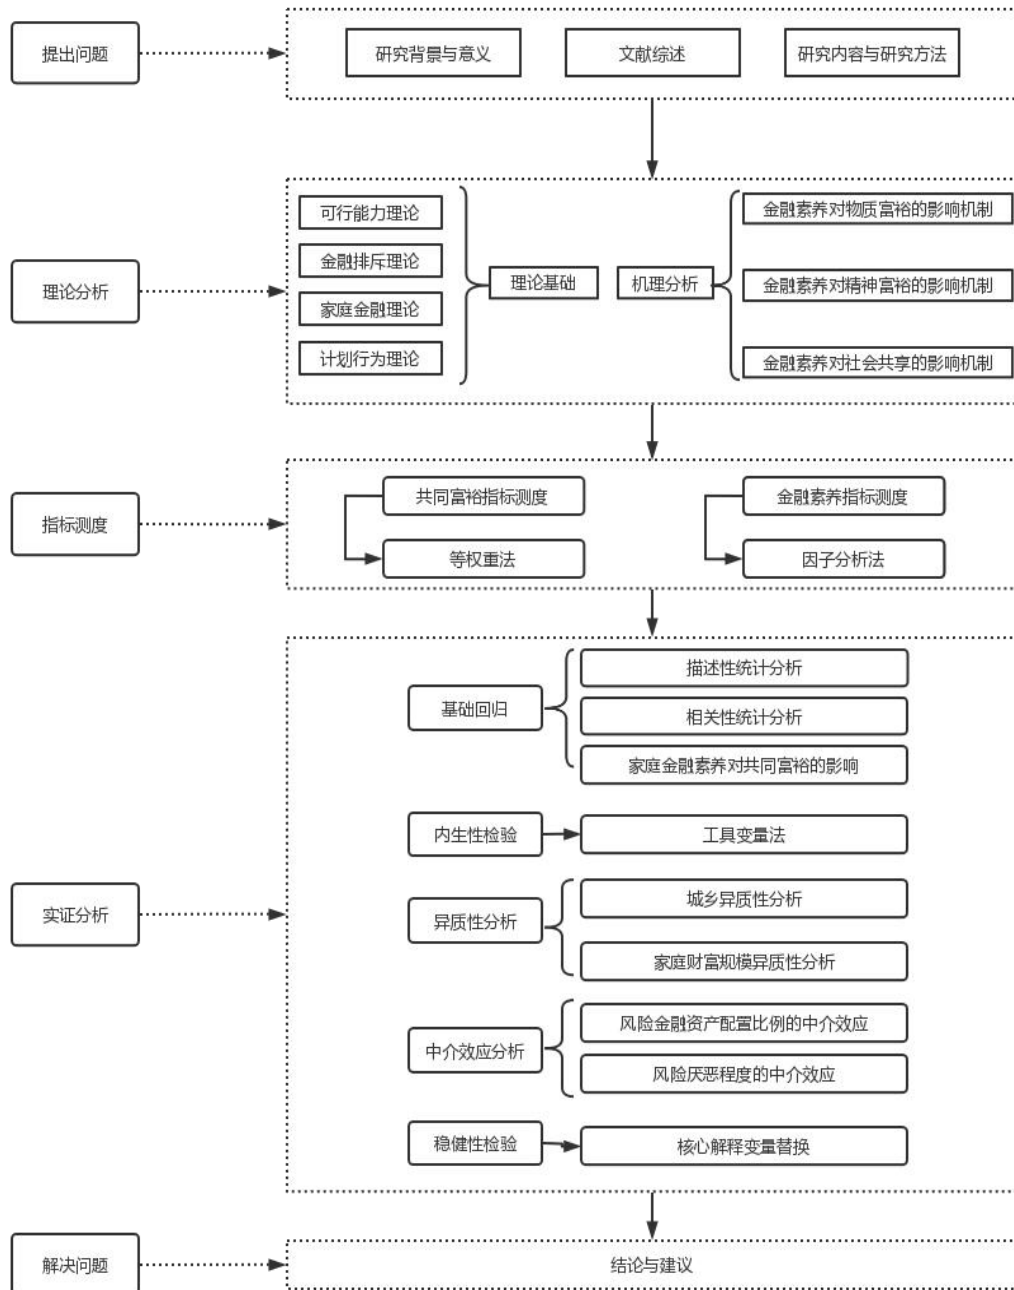 提出问题
研究背景与意义
文献综述
研究内容与研究方法
理论分析
可行能力理论
金融排斥理论
家庭金融理论
计划行为理论
理论基础
机理分析
金融素养对物质富裕的影响机制
金融素养对精神富裕的影响机制
金融素养对社会共享的影响机制
指标测度
共同富裕指标测度
等权重法
金融素养指标测度
因子分析法
实证分析
基础回归
描述性统计分析
相关性统计分析
家庭金融素养对共同富裕的影响
内生性检验
工具变量法
异质性分析
城乡异质性分析
家庭财富规模异质性分析
中介效应分析
风险金融资产配置比例的中介效应
风险厌恶程度的中介效应
稳健性检验
核心解释变量替换
解决问题
结论与建议